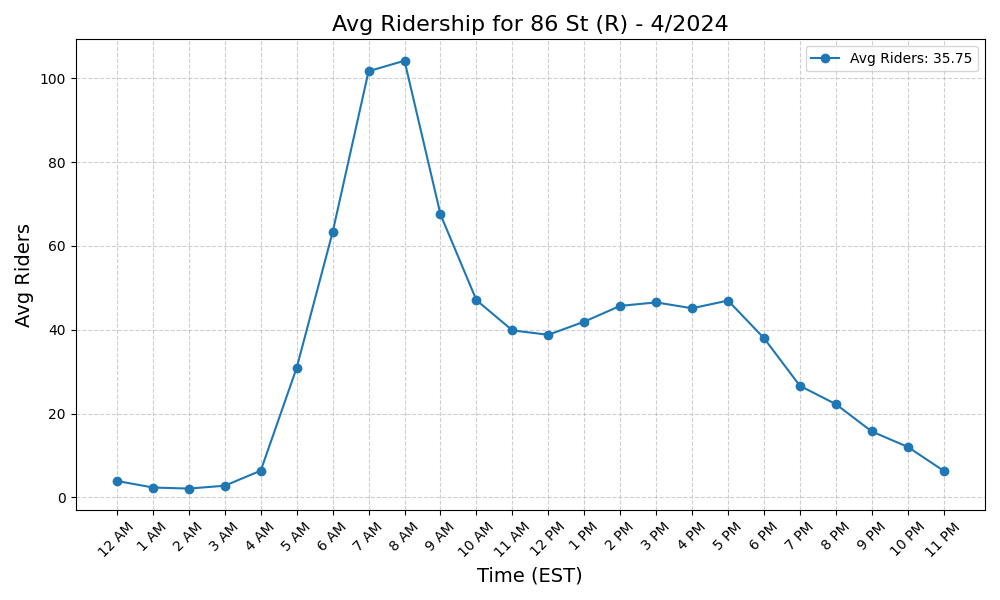 Avg Ridership for 86 St (R) - 4/2024
Avg Riders: 35.75
Avg Riders
100
80
60
40
20
0
12 AM
1 AM
2 AM
3 AM
4 AM
5 AM
6 AM
7 AM
8 AM
9 AM
10 AM
11 AM
12 PM
1 PM
2 PM
3 PM
4 PM
5 PM
6 PM
7 PM
8 PM
9 PM
10 PM
11 PM
Time (EST)